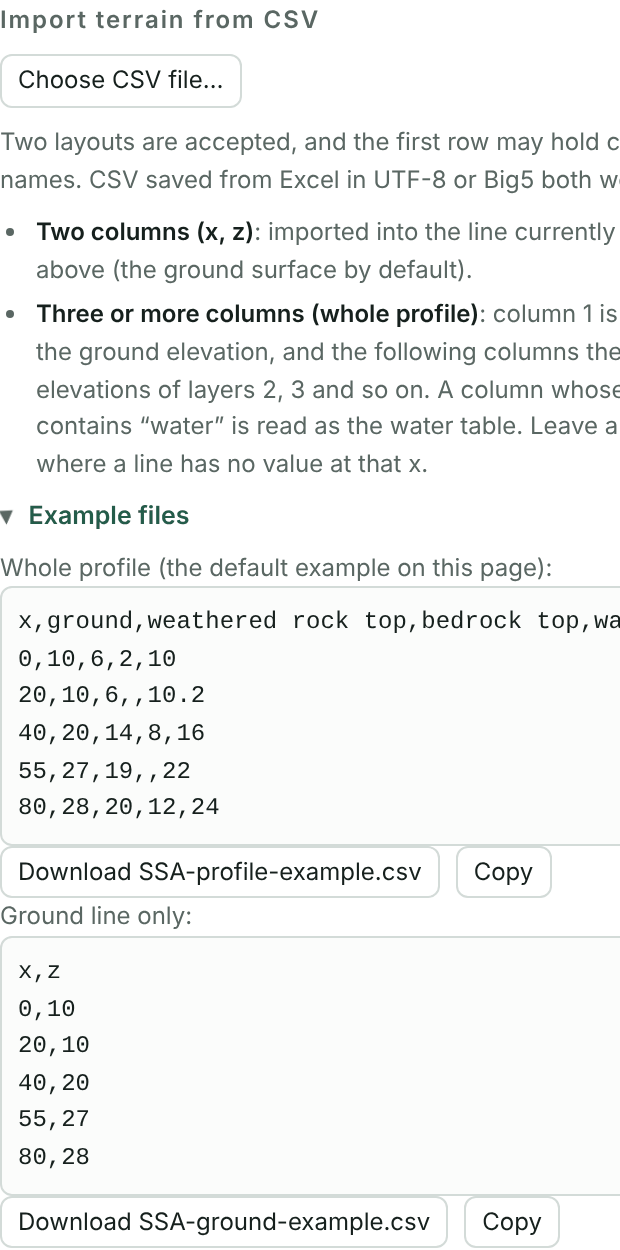 Import terrain from CSV
Choose CSV file...
Two layouts are accepted, and the first row may hold
names. CSV saved from Excel in UTF-8 or Big5 both
• Two columns (x, z): imported into the line currently
above (the ground surface by default).
• Three or more columns (whole profile): column 1 is
the ground elevation, and the following columns the
elevations of layers 2, 3 and so on. A column whose
contains “water” is read as the water table. Leave a
where a line has no value at that x.
▼ Example files
Whole profile (the default example on this page):
x,ground,weathered rock top,bedrock top,wa
0,10,6,2,10
20,10,6,,10.2
40,20,14,8,16
55,27,19,,22
80,28,20,12,24
Download SSA-profile-example.csv Copy
Ground line only:
x,z
0,10
20,10
40,20
55,27
80,28
Download SSA-ground-example.csv Copy